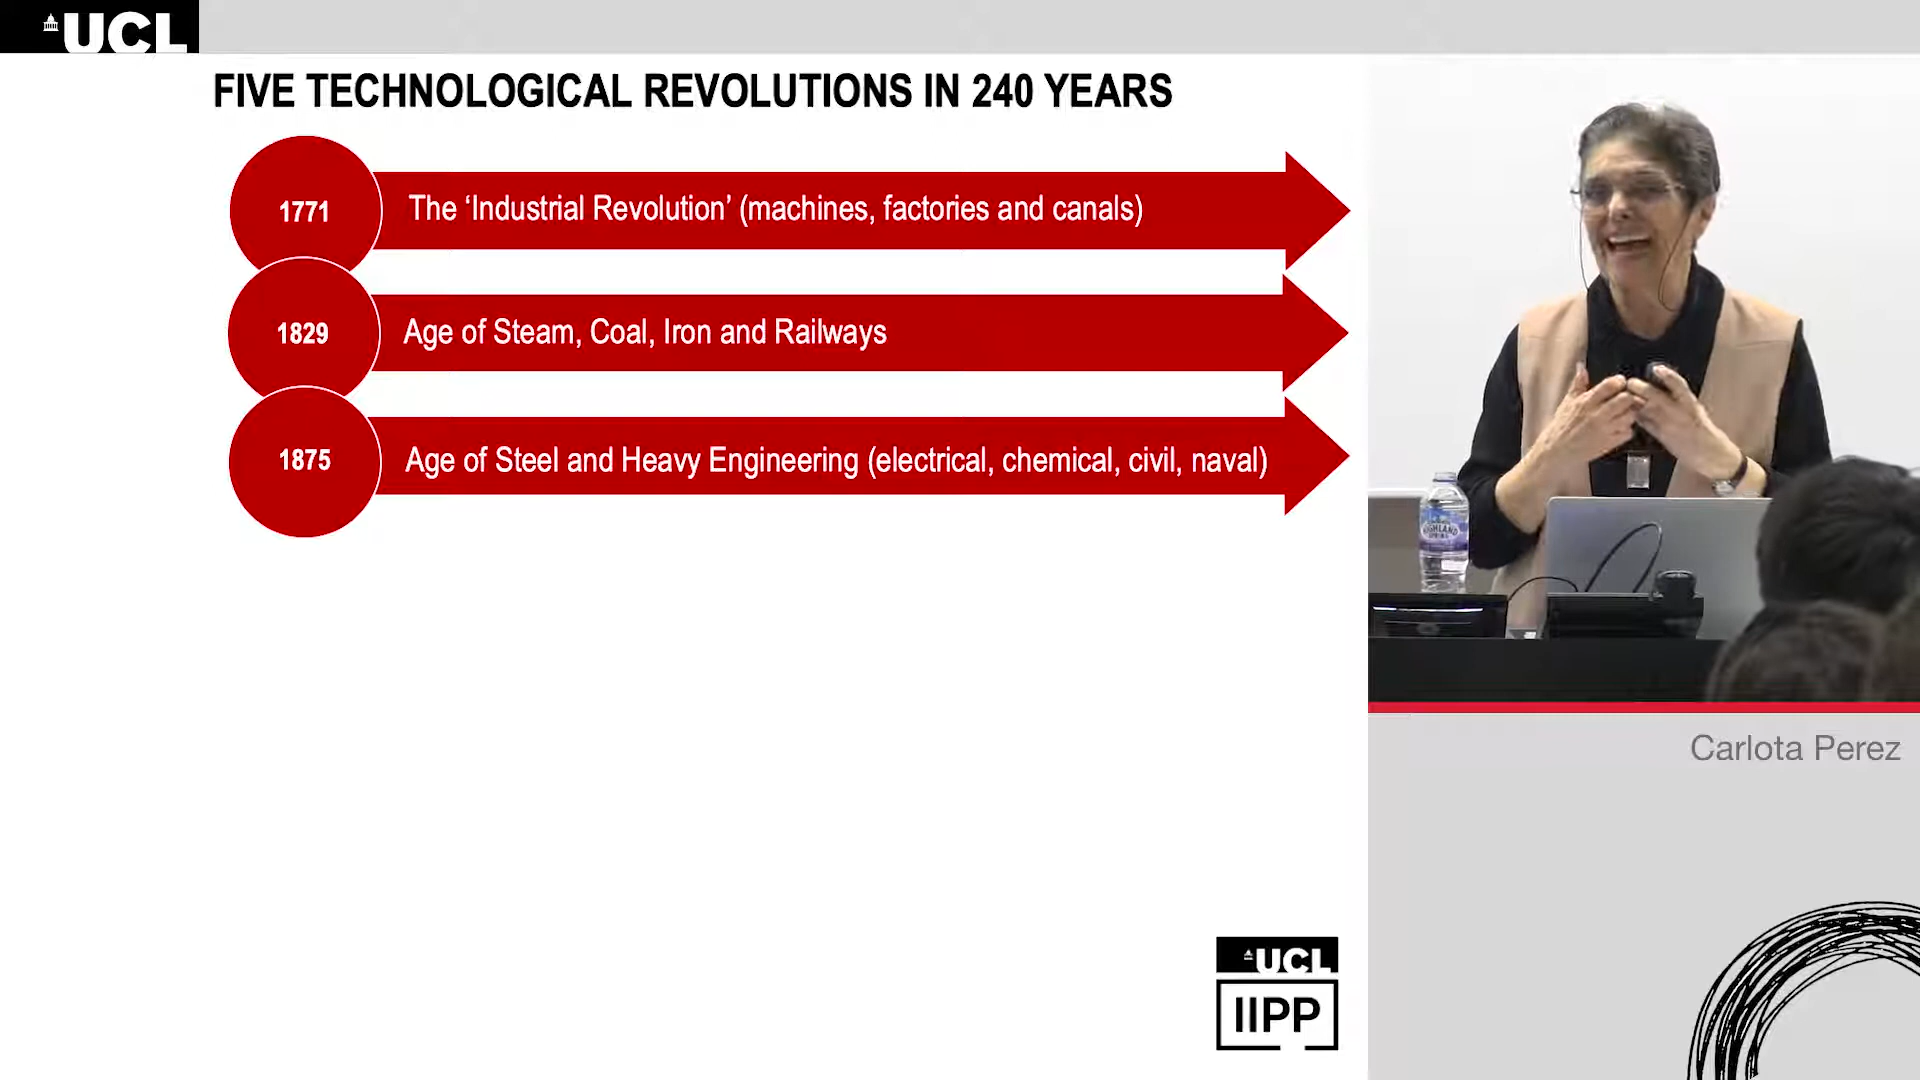 UCL
FIVE TECHNOLOGICAL REVOLUTIONS IN 240 YEARS
1771
The ‘Industrial Revolution’ (machines, factories and canals)
1829
Age of Steam, Coal, Iron and Railways
1875
Age of Steel and Heavy Engineering (electrical, chemical, civil, naval)
HIGHLAND
SPRING
Carlota Perez
UCL
IIPP